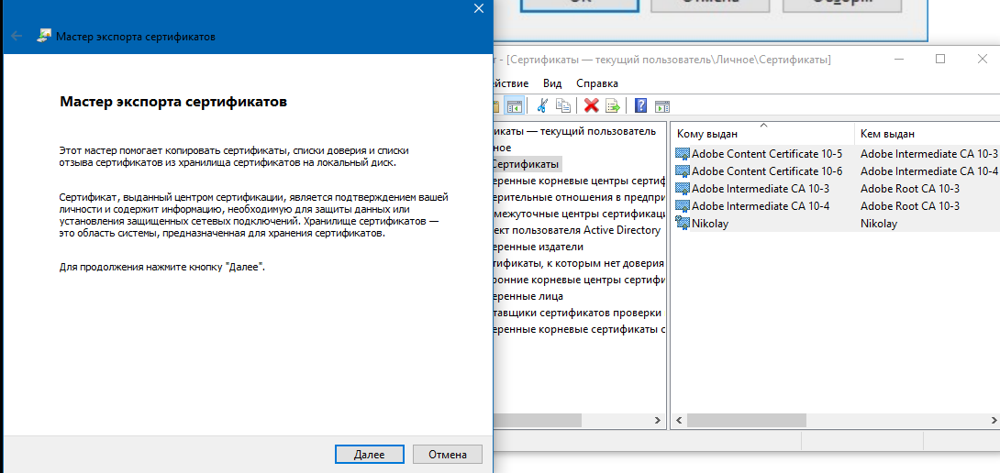 Мастер экспорта сертификатов
Мастер экспорта сертификатов
Этот мастер помогает копировать сертификаты, списки доверия и списки
отзыва сертификатов из хранилища сертификатов на локальный диск.
Сертификат, выданный центром сертификации, является подтверждением вашей
личности и содержит информацию, необходимую для защиты данных или
установления защищенных сетевых подключений. Хранилище сертификатов —
это область системы, предназначенная для хранения сертификатов.
Для продолжения нажмите кнопку "Далее".
Далее
Отмена
r - [Сертификаты — текущий пользователь\Личное\Сертификаты]
йствие Вид Справка
икаты — текущий пользователь
ное
Сертификаты
еренные корневые центры сертиф
ерительные отношения в предпри
межуточные центры сертификаци
ект пользователя Active Directory
еренные издатели
тификаты, к которым нет доверия
ронние корневые центры сертифи
еренные лица
тавщики сертификатов проверки
еренные корневые сертификаты с
Кому выдан Кем выдан
Adobe Content Certificate 10-5 Adobe Intermediate CA 10-3
Adobe Content Certificate 10-6 Adobe Intermediate CA 10-4
Adobe Intermediate CA 10-3 Adobe Root CA 10-3
Adobe Intermediate CA 10-4 Adobe Root CA 10-3
Nikolay Nikolay